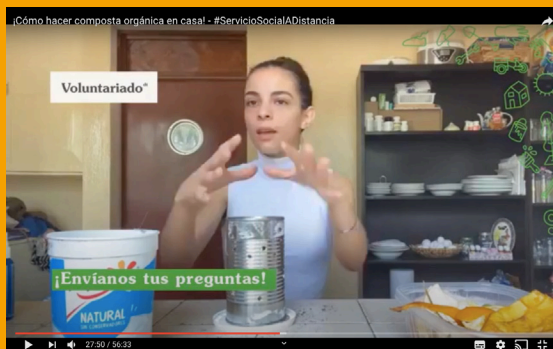 ¡Cómo hacer composta orgánica en casa! - #ServicioSocialADistancia
Voluntariado*
¡Envíanos tus preguntas!
NATURAL
27:50 / 56:33